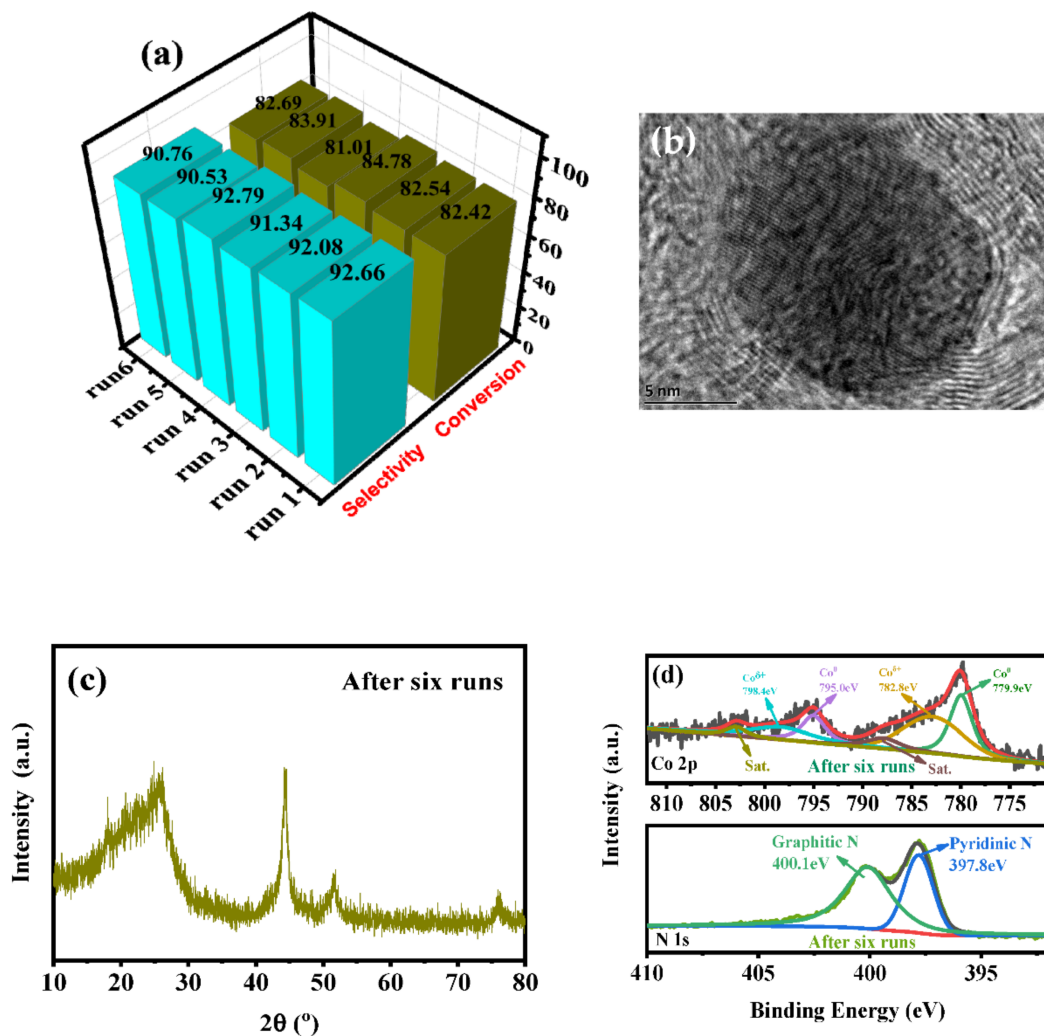 (a)
82.69
83.91
81.01
84.78
82.54
82.42
90.76
90.53
92.79
91.34
92.08
92.66
100
80
60
40
20
0
run6
run 5
run 4
run 3
run 2
run 1
Selectivity Conversion
(b)
5 nm
(c)
After six runs
Intensity (a.u.)
10 20 30 40 50 60 70 80
2θ (°)
(d)
Co^δ+
798.4eV
Co⁰
795.0eV
Co^δ+
782.8eV
Co⁰
779.9eV
Sat.
After six runs
Sat.
Co 2p
810 805 800 795 790 785 780 775
Intensity (a.u.)
Graphitic N
400.1eV
Pyridinic N
397.8eV
After six runs
N 1s
410 405 400 395
Binding Energy (eV)